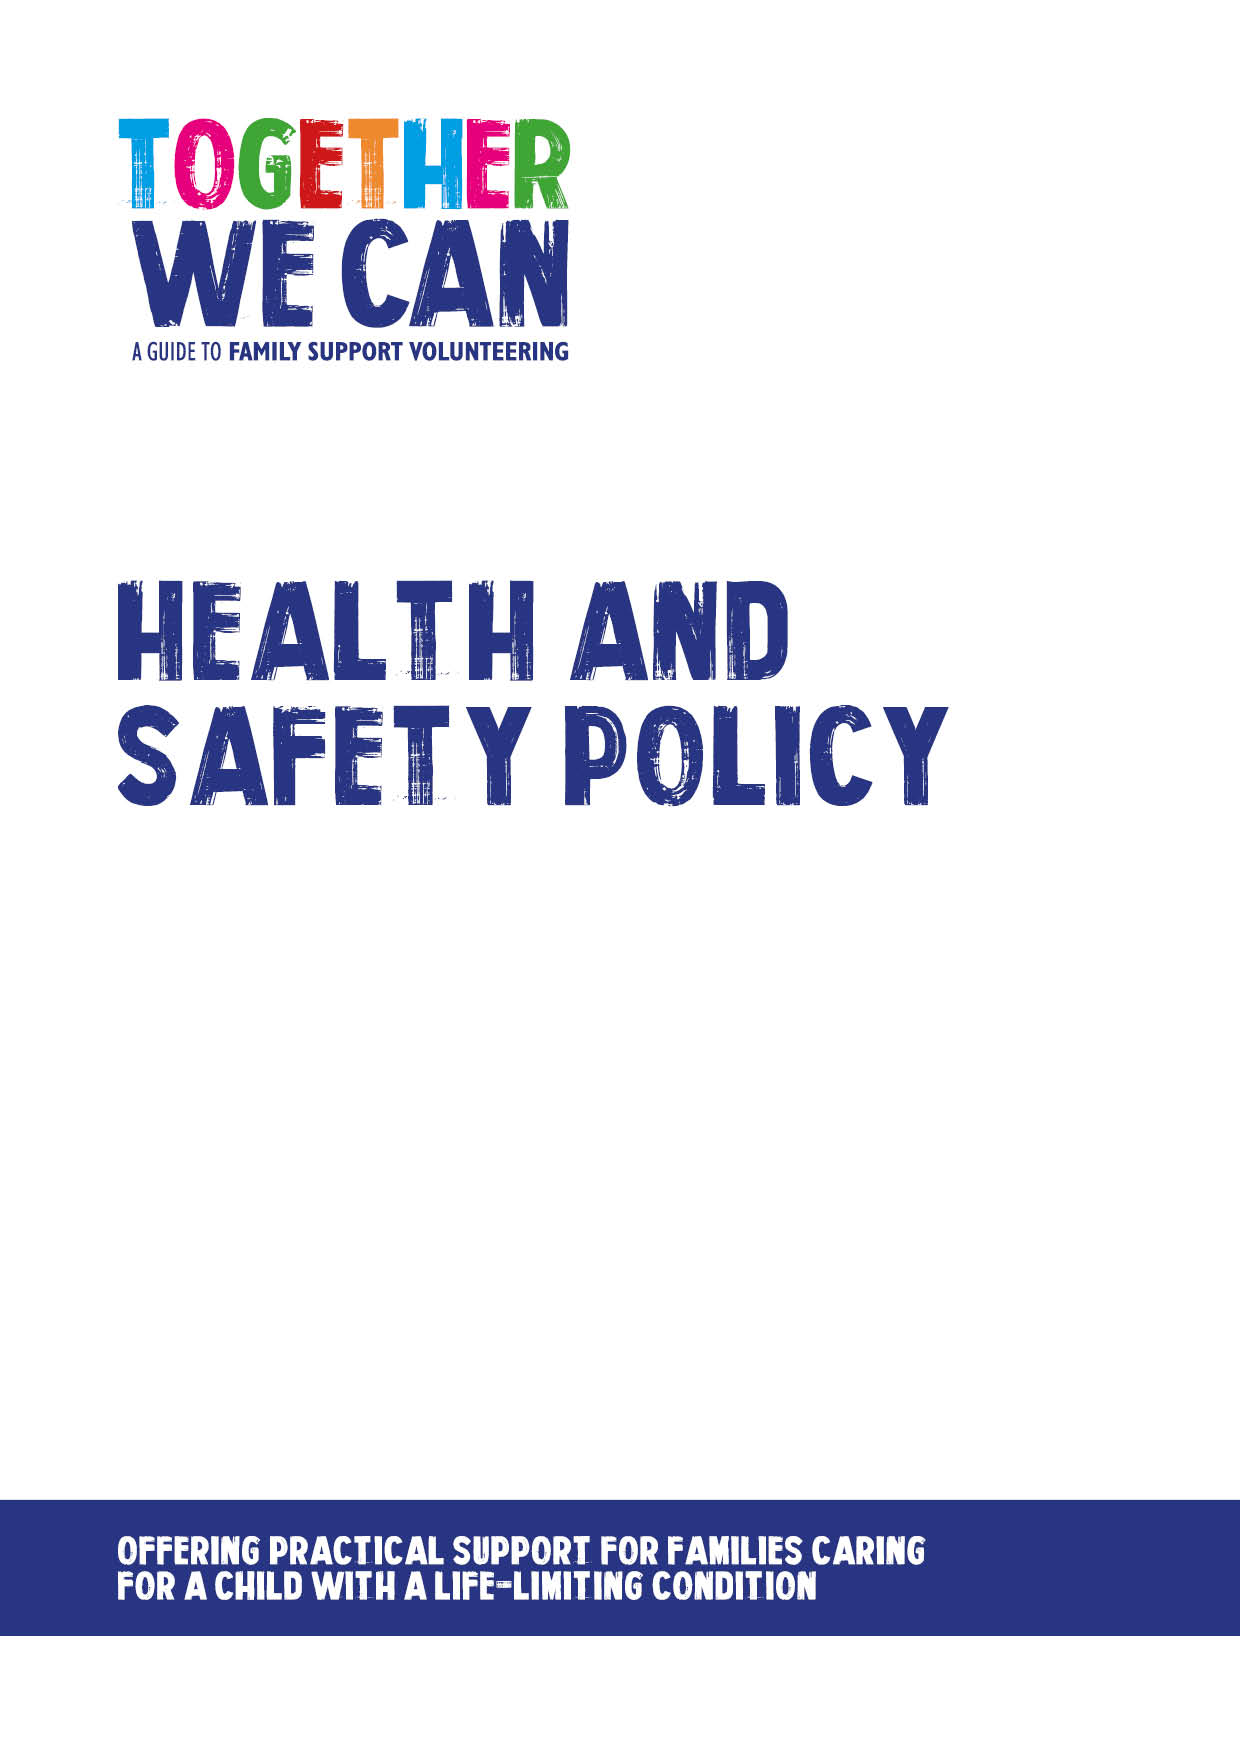 TOGETHER
WE CAN
A GUIDE TO FAMILY SUPPORT VOLUNTEERING
HEALTH AND
SAFETY POLICY
OFFERING PRACTICAL SUPPORT FOR FAMILIES CARING
FOR A CHILD WITH A LIFE-LIMITING CONDITION